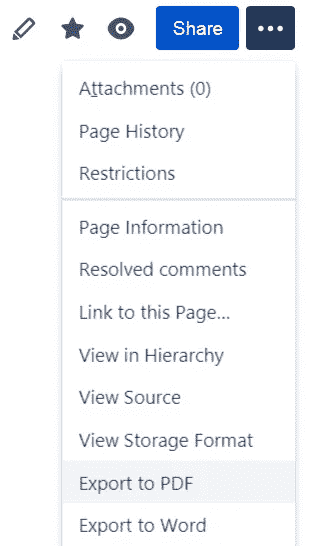 Share
Attachments (0)
Page History
Restrictions
Page Information
Resolved comments
Link to this Page...
View in Hierarchy
View Source
View Storage Format
Export to PDF
Export to Word